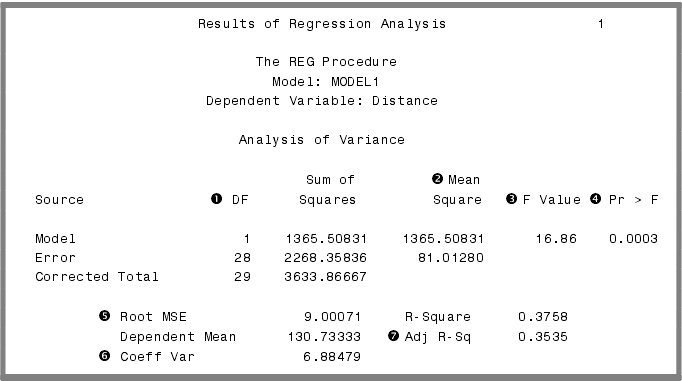 Results of Regression Analysis 1
The REG Procedure
Model: MODEL1
Dependent Variable: Distance
Analysis of Variance
Sum of ❷ Mean
Source ❶ DF Squares Square ❸ F Value ❹ Pr > F
Model 1 1365.50831 1365.50831 16.86 0.0003
Error 28 2268.35836 81.01280
Corrected Total 29 3633.86667
❺ Root MSE 9.00071 R-Square 0.3758
Dependent Mean 130.73333 ❼ Adj R-Sq 0.3535
❻ Coeff Var 6.88479